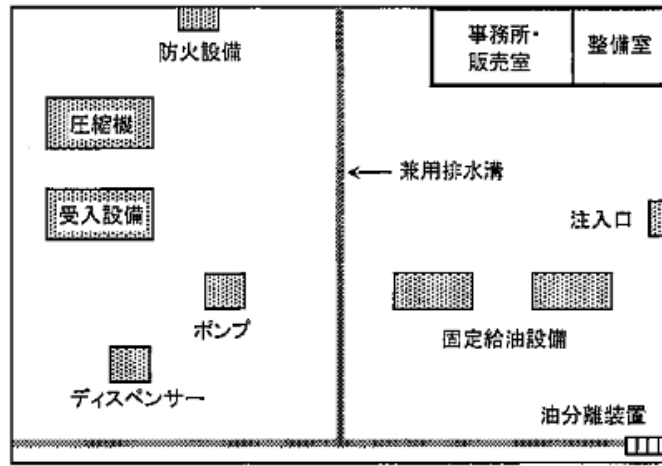 防火設備
事務所・
販売室
整備室
圧縮機
兼用排水溝
受入設備
注入口
ポンプ
固定給油設備
ディスペンサー
油分離装置